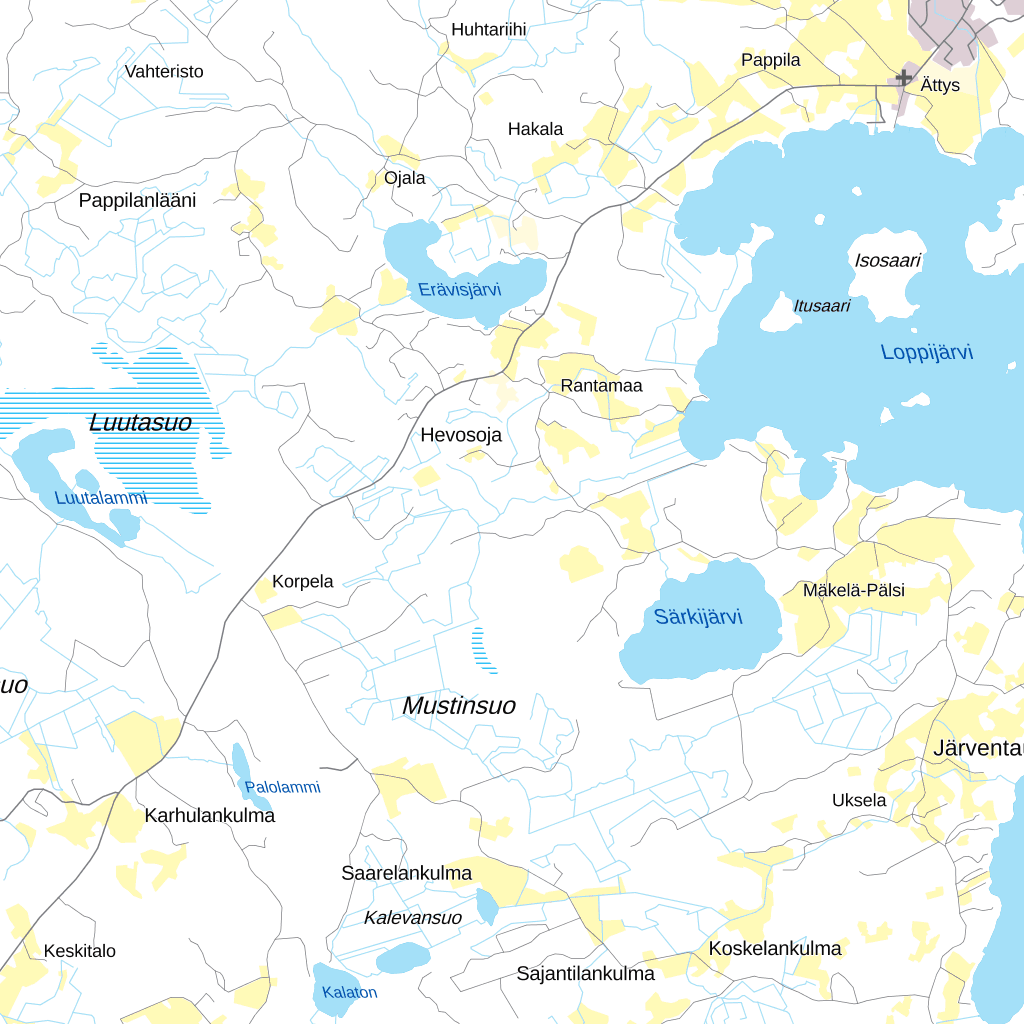 Huhtariihi
Pappila
Vahteristo
Ättys
Hakala
Ojala
Pappilanlääni
Isosaari
Erävisjärvi
Itusaari
Loppijärvi
Rantamaa
Luutasuo
Hevosoja
Luutalammi
Korpela
Mäkelä-Pälsi
Särkijärvi
uo
Mustinsuo
Järventau
Palolammi
Uksela
Karhulankulma
Saarelankulma
Kalevansuo
Keskitalo
Koskelankulma
Sajantilankulma
Kalaton